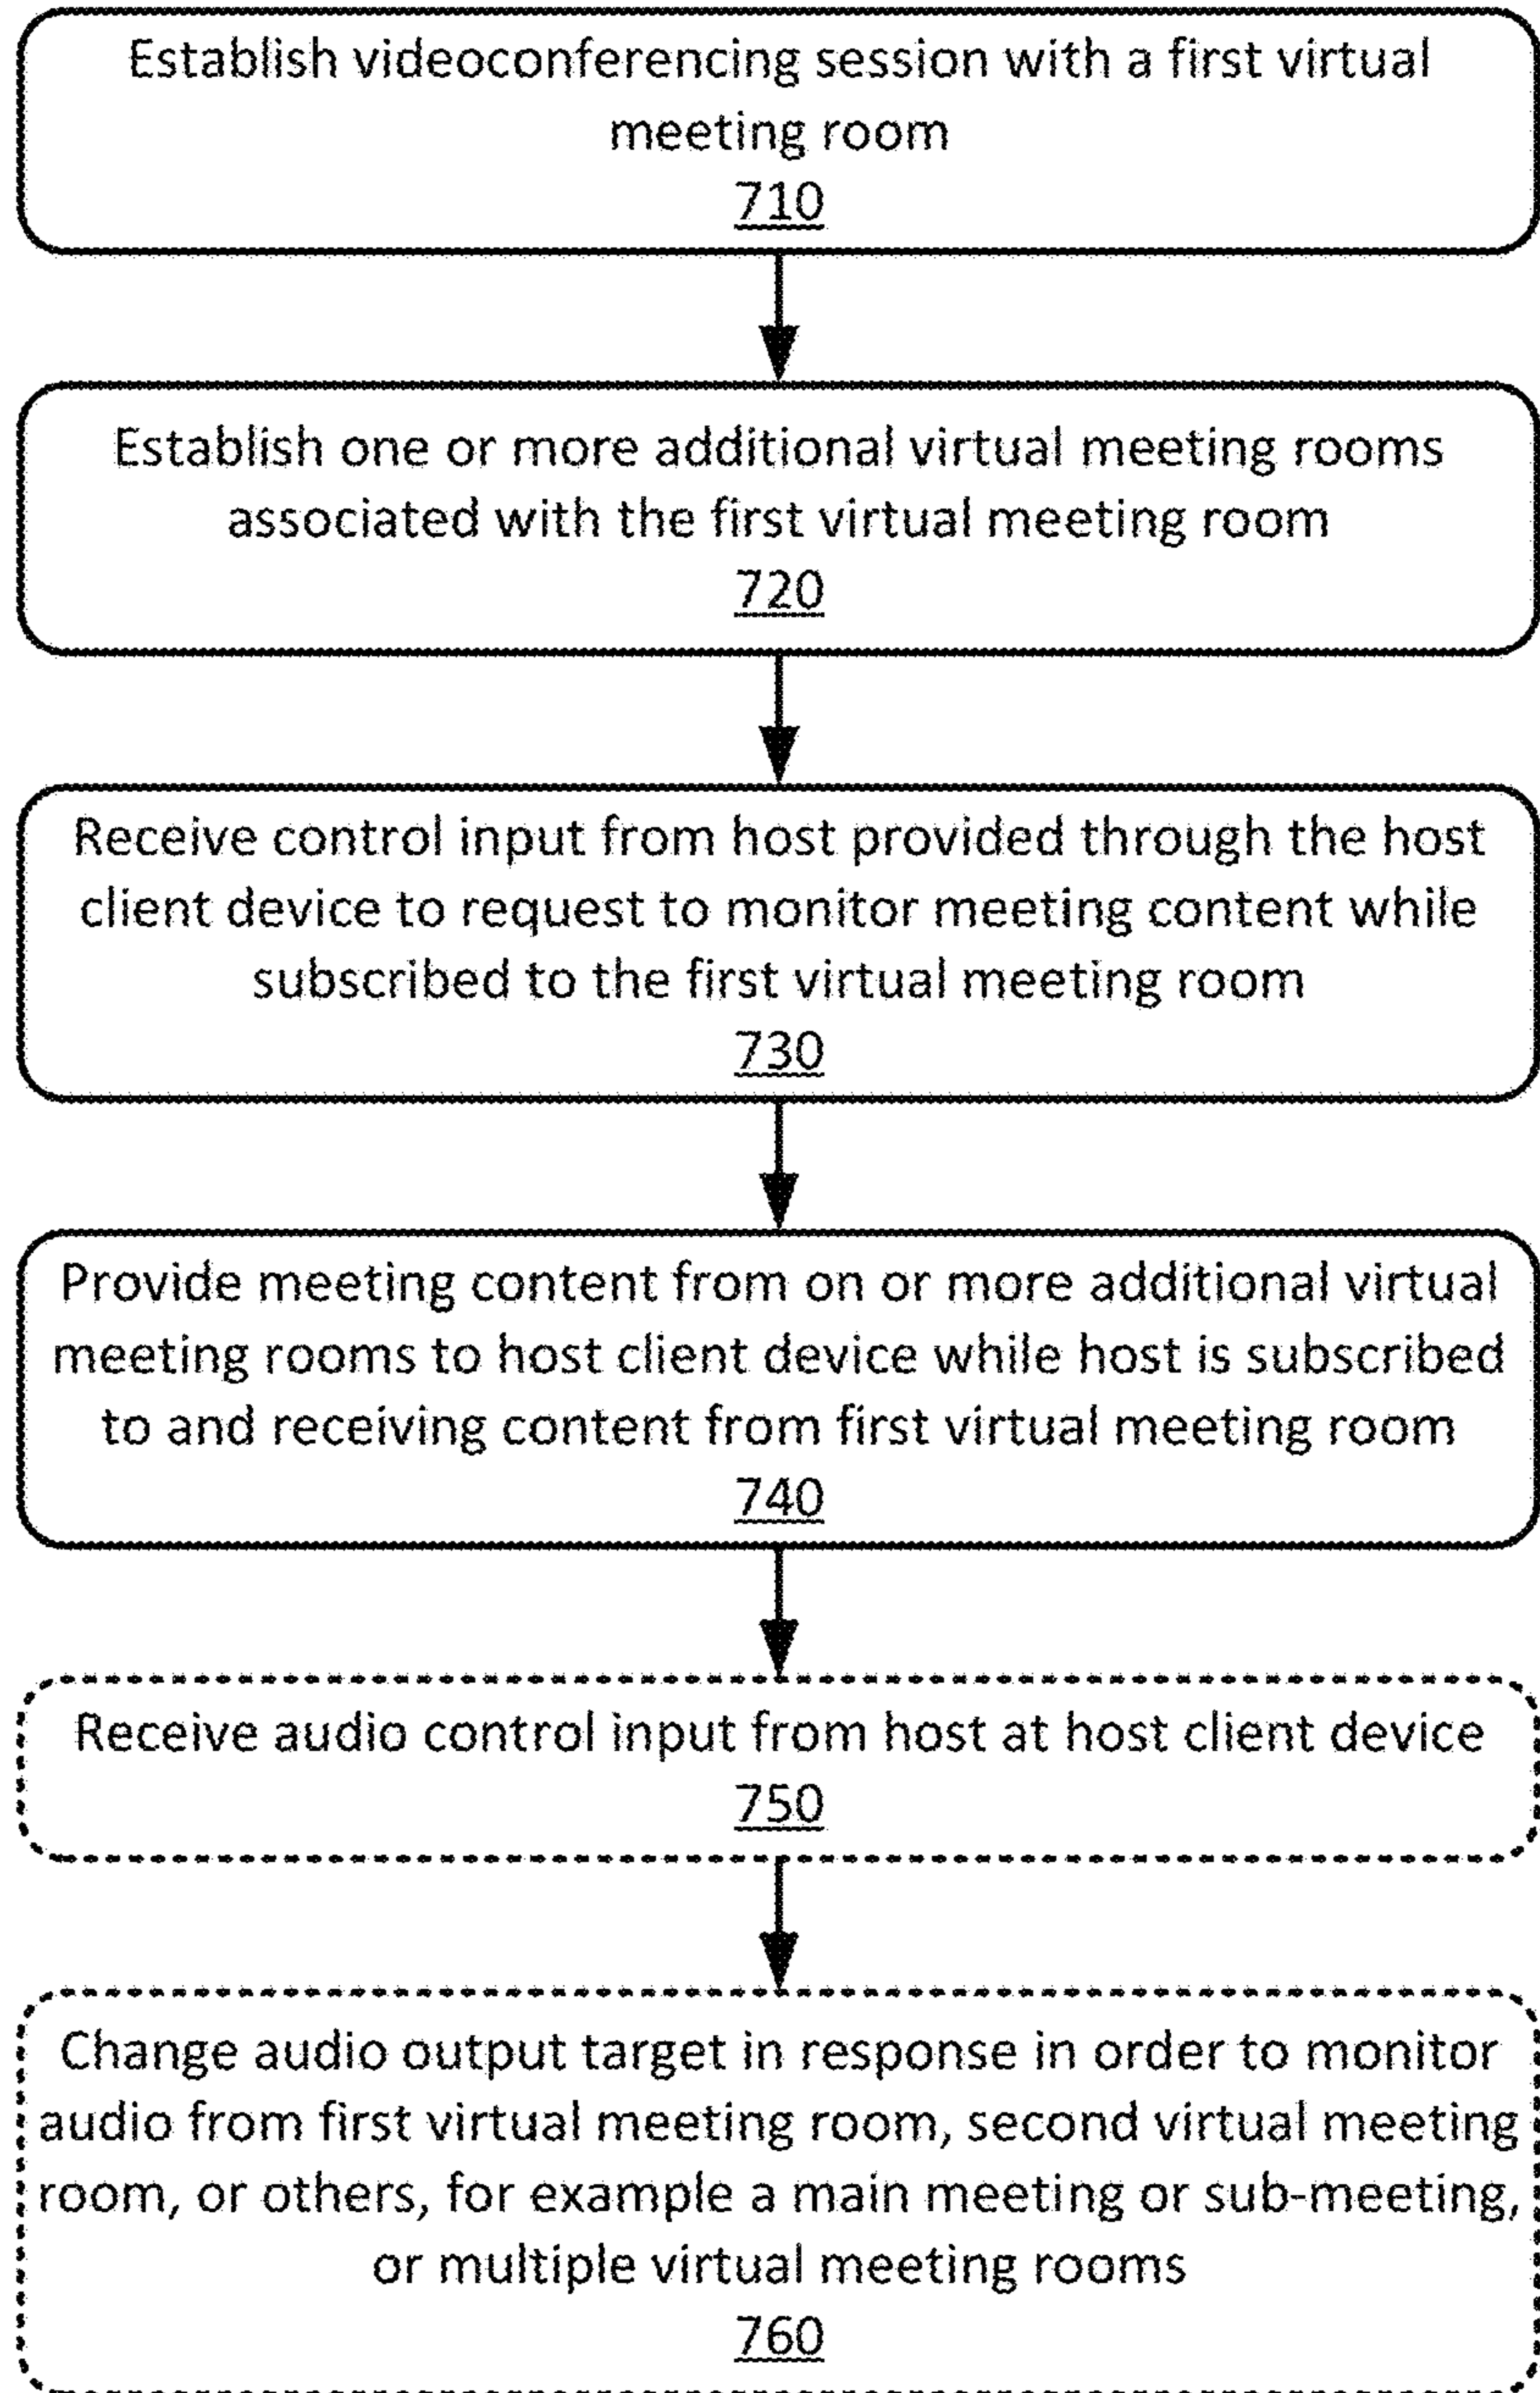 Establish videoconferencing session with a first virtual
meeting room
710
Establish one or more additional virtual meeting rooms
associated with the first virtual meeting room
720
Receive control input from host provided through the host
client device to request to monitor meeting content while
subscribed to the first virtual meeting room
730
Provide meeting content from on or more additional virtual
meeting rooms to host client device while host is subscribed
to and receiving content from first virtual meeting room
740
Receive audio control input from host at host client device
750
Change audio output target in response in order to monitor
audio from first virtual meeting room, second virtual meeting
room, or others, for example a main meeting or sub-meeting,
or multiple virtual meeting rooms
760